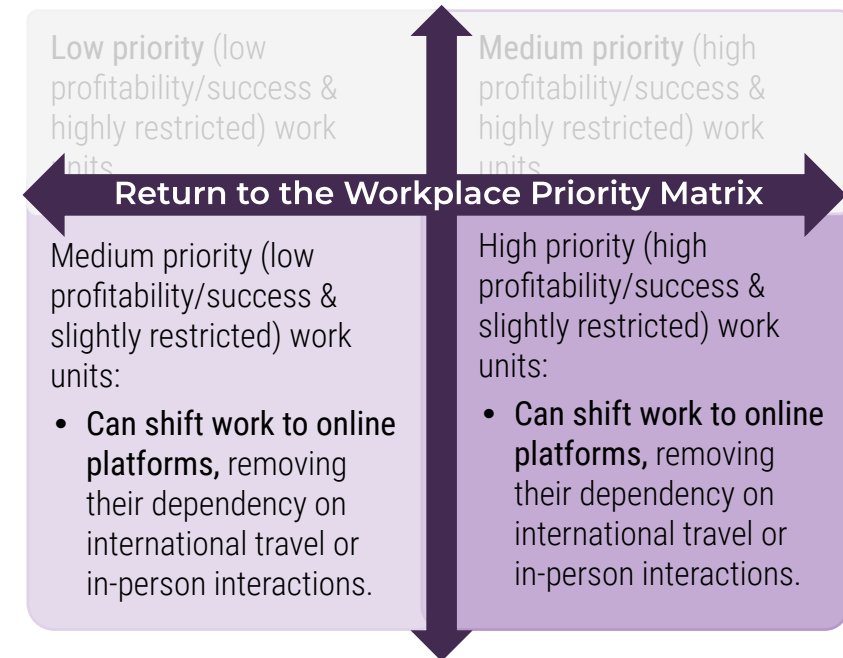 Low priority (low
profitability/success &
highly restricted) work
units
Medium priority (high
profitability/success &
highly restricted) work
units
Return to the Workplace Priority Matrix
Medium priority (low
profitability/success &
slightly restricted) work
units:
• Can shift work to online
platforms, removing
their dependency on
international travel or
in-person interactions.
High priority (high
profitability/success &
slightly restricted) work
units:
• Can shift work to online
platforms, removing
their dependency on
international travel or
in-person interactions.